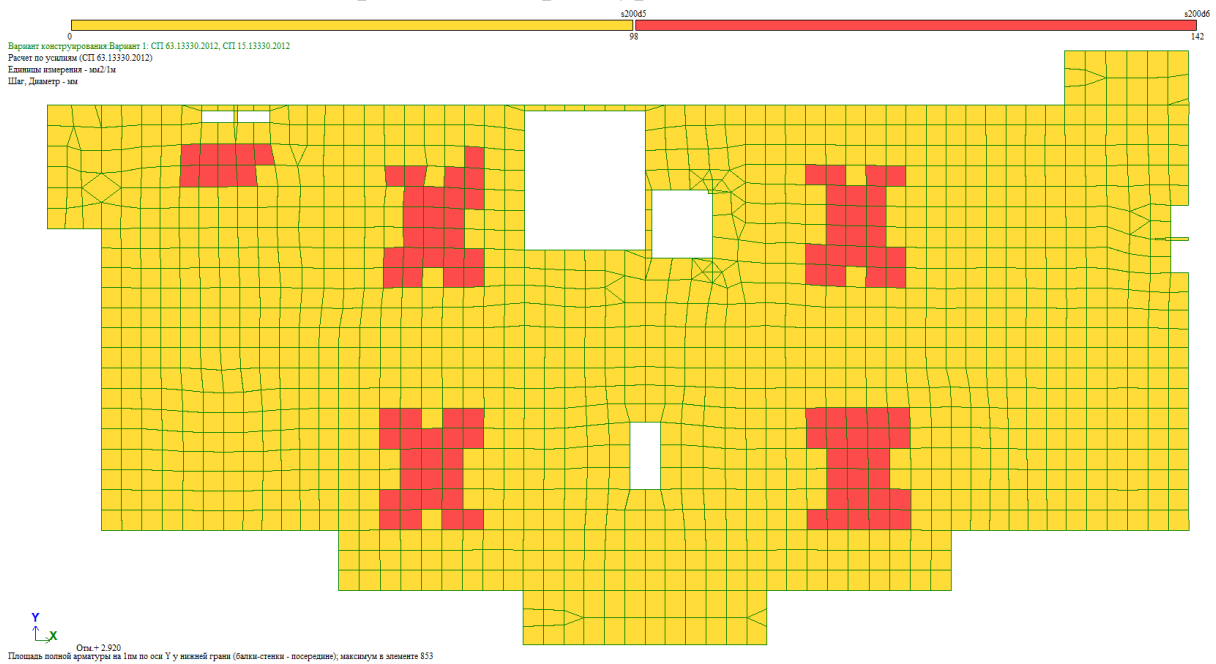 s200d5 s200d6
0 98 142
Вариант конструирования:Вариант 1: СП 63.13330.2012, СП 15.13330.2012
Расчет по усилиям (СП 63.13330.2012)
Единицы измерения - мм2/1м
Шаг, Диаметр - мм
Y
X
Отм.+ 2.920
Площадь полной арматуры на 1пм по оси Y у нижней грани (балки-стенки - посередине); максимум в элементе 853